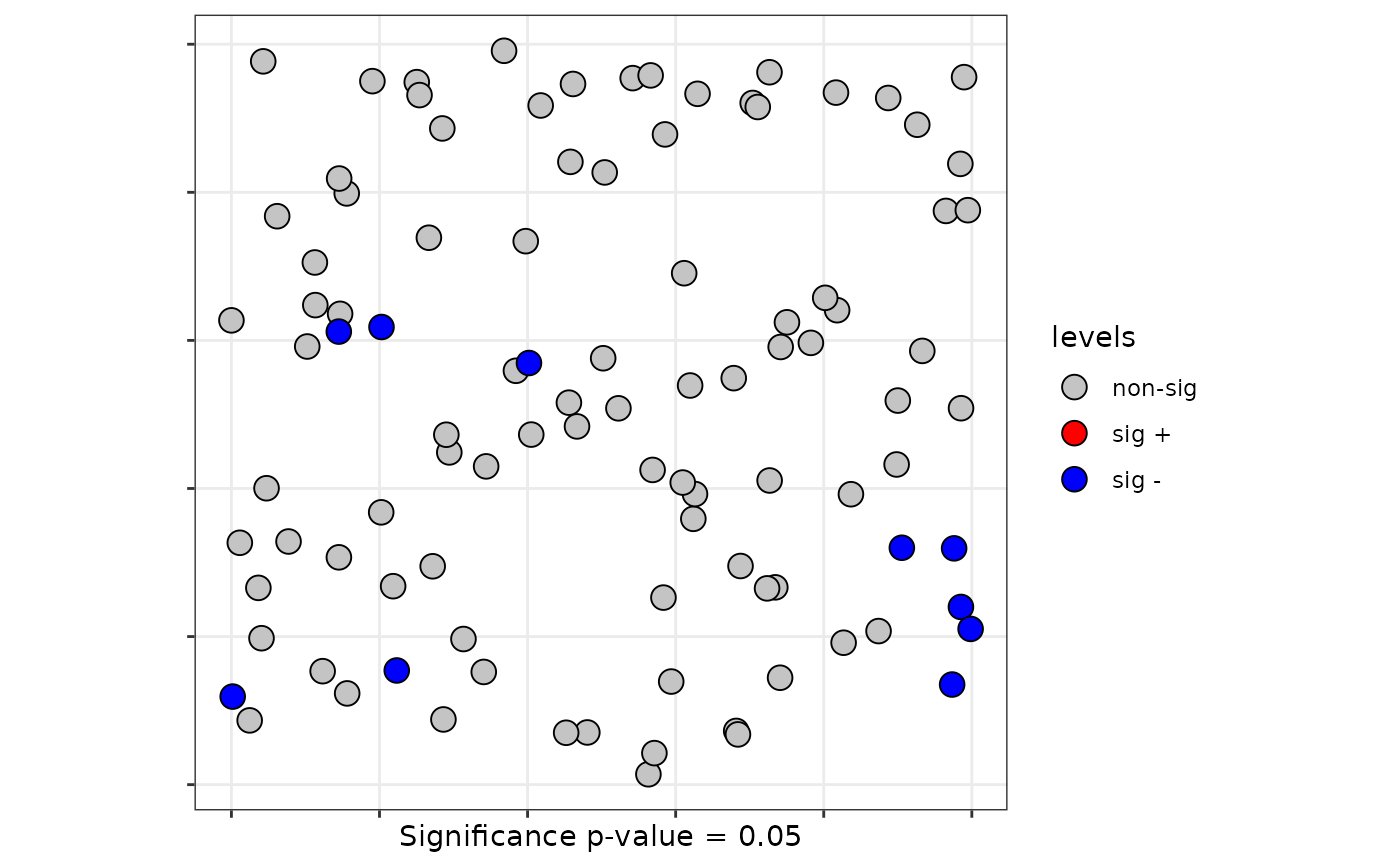 levels
non-sig
sig +
sig -
Significance p-value = 0.05